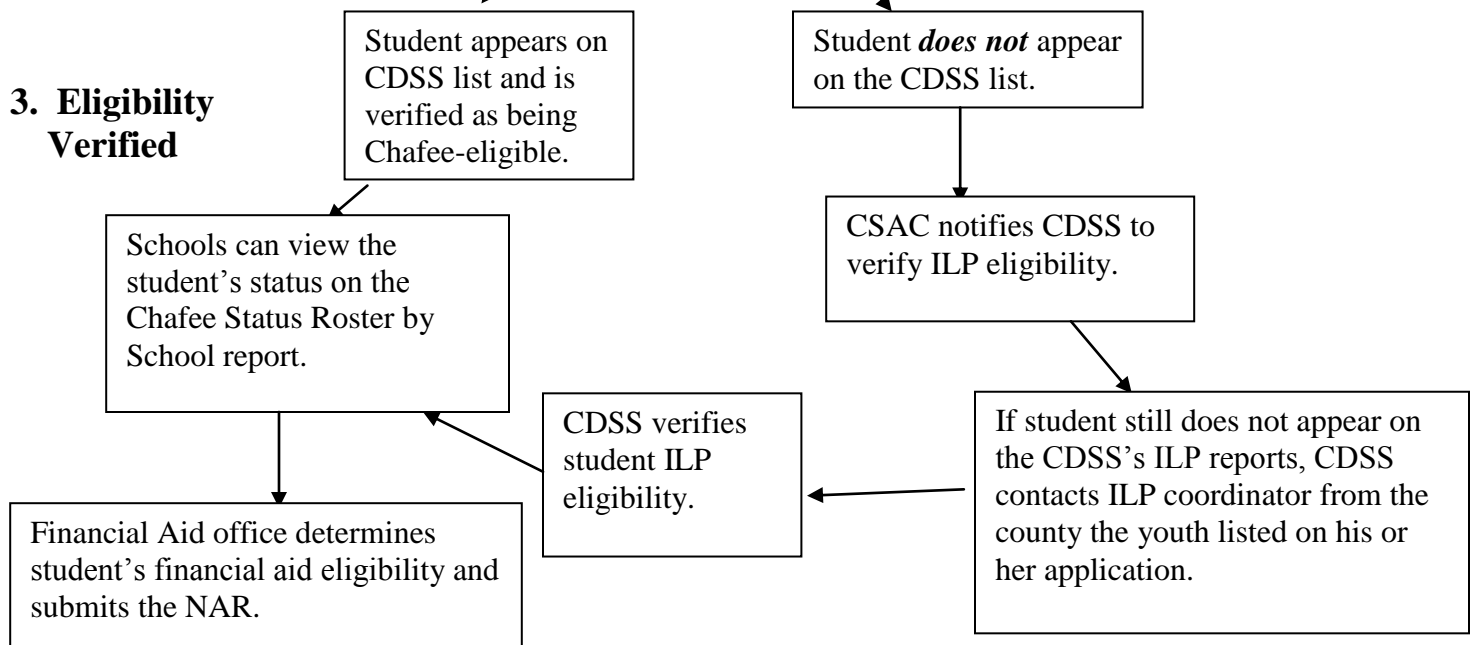 3. Eligibility
Verified
Student appears on
CDSS list and is
verified as being
Chafee-eligible.
Student does not appear
on the CDSS list.
Schools can view the
student’s status on the
Chafee Status Roster by
School report.
CSAC notifies CDSS to
verify ILP eligibility.
CDSS verifies
student ILP
eligibility.
If student still does not appear on
the CDSS’s ILP reports, CDSS
contacts ILP coordinator from the
county the youth listed on his or
her application.
Financial Aid office determines
student’s financial aid eligibility and
submits the NAR.